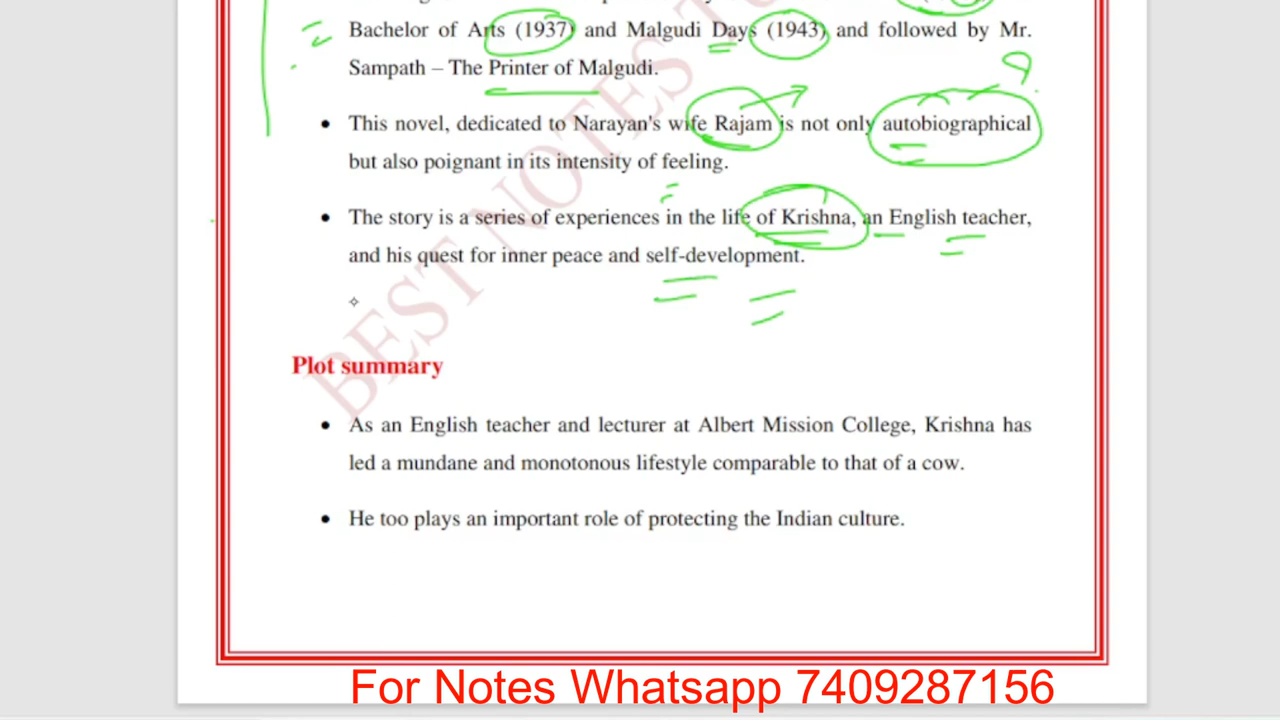 Bachelor of Arts (1937) and Malgudi Days (1943) and followed by Mr.
Sampath – The Printer of Malgudi.
• This novel, dedicated to Narayan's wife Rajam is not only autobiographical
but also poignant in its intensity of feeling.
• The story is a series of experiences in the life of Krishna, an English teacher,
and his quest for inner peace and self-development.
Plot summary
• As an English teacher and lecturer at Albert Mission College, Krishna has
led a mundane and monotonous lifestyle comparable to that of a cow.
• He too plays an important role of protecting the Indian culture.
BEST NOTES
For Notes Whatsapp 7409287156